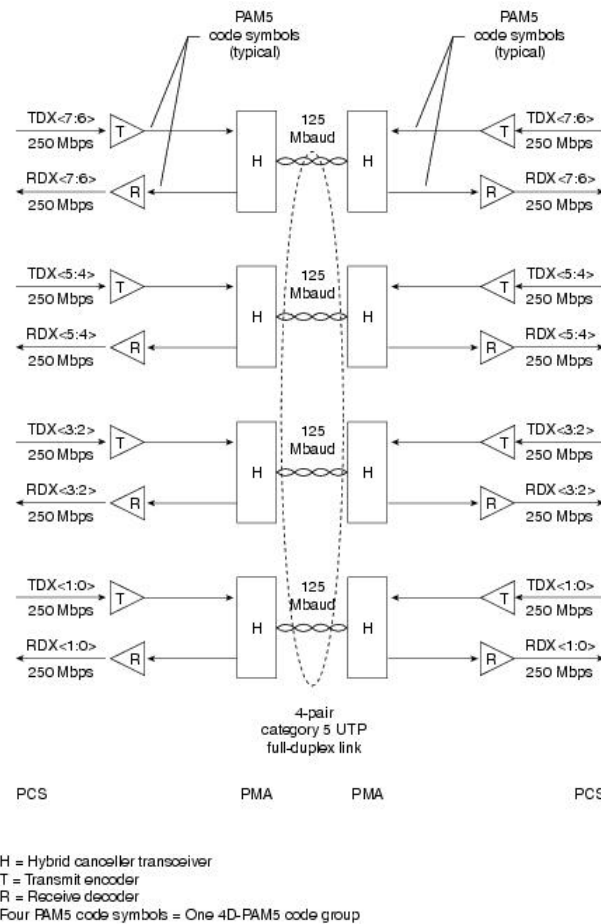 PAM5
code symbols
(typical)
PAM5
code symbols
(typical)
TDX<7:6>
250 Mbps
T
H
125
Mbaud
H
T
TDX<7:6>
250 Mbps
RDX<7:6>
250 Mbps
R
R
RDX<7:6>
250 Mbps
TDX<5:4>
250 Mbps
T
H
125
Mbaud
H
T
TDX<5:4>
250 Mbps
RDX<5:4>
250 Mbps
R
R
RDX<5:4>
250 Mbps
TDX<3:2>
250 Mbps
T
H
125
Mbaud
H
T
TDX<3:2>
250 Mbps
RDX<3:2>
250 Mbps
R
R
RDX<3:2>
250 Mbps
TDX<1:0>
250 Mbps
T
H
125
Mbaud
H
T
TDX<1:0>
250 Mbps
RDX<1:0>
250 Mbps
R
R
RDX<1:0>
250 Mbps
4-pair
category 5 UTP
full-duplex link
PCS PMA PMA PCS
H = Hybrid canceller transceiver
T = Transmit encoder
R = Receive decoder
Four PAM5 code symbols = One 4D-PAM5 code group